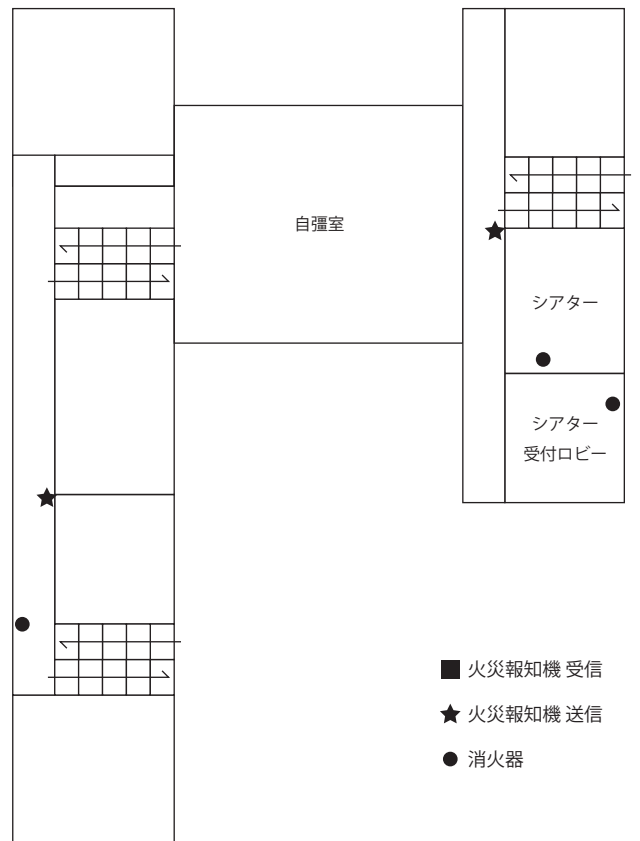 自彊室
シアター
シアター
受付ロビー
火災報知機 受信
火災報知機 送信
消火器